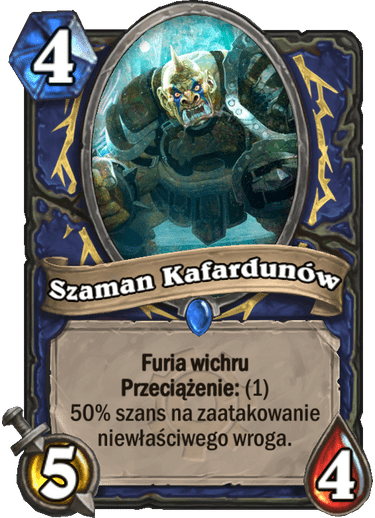 4
Szaman Kafardunów
Furia wichru
Przeciążenie: (1)
50% szans na zaatakowanie
niewłaściwego wroga.
5
4